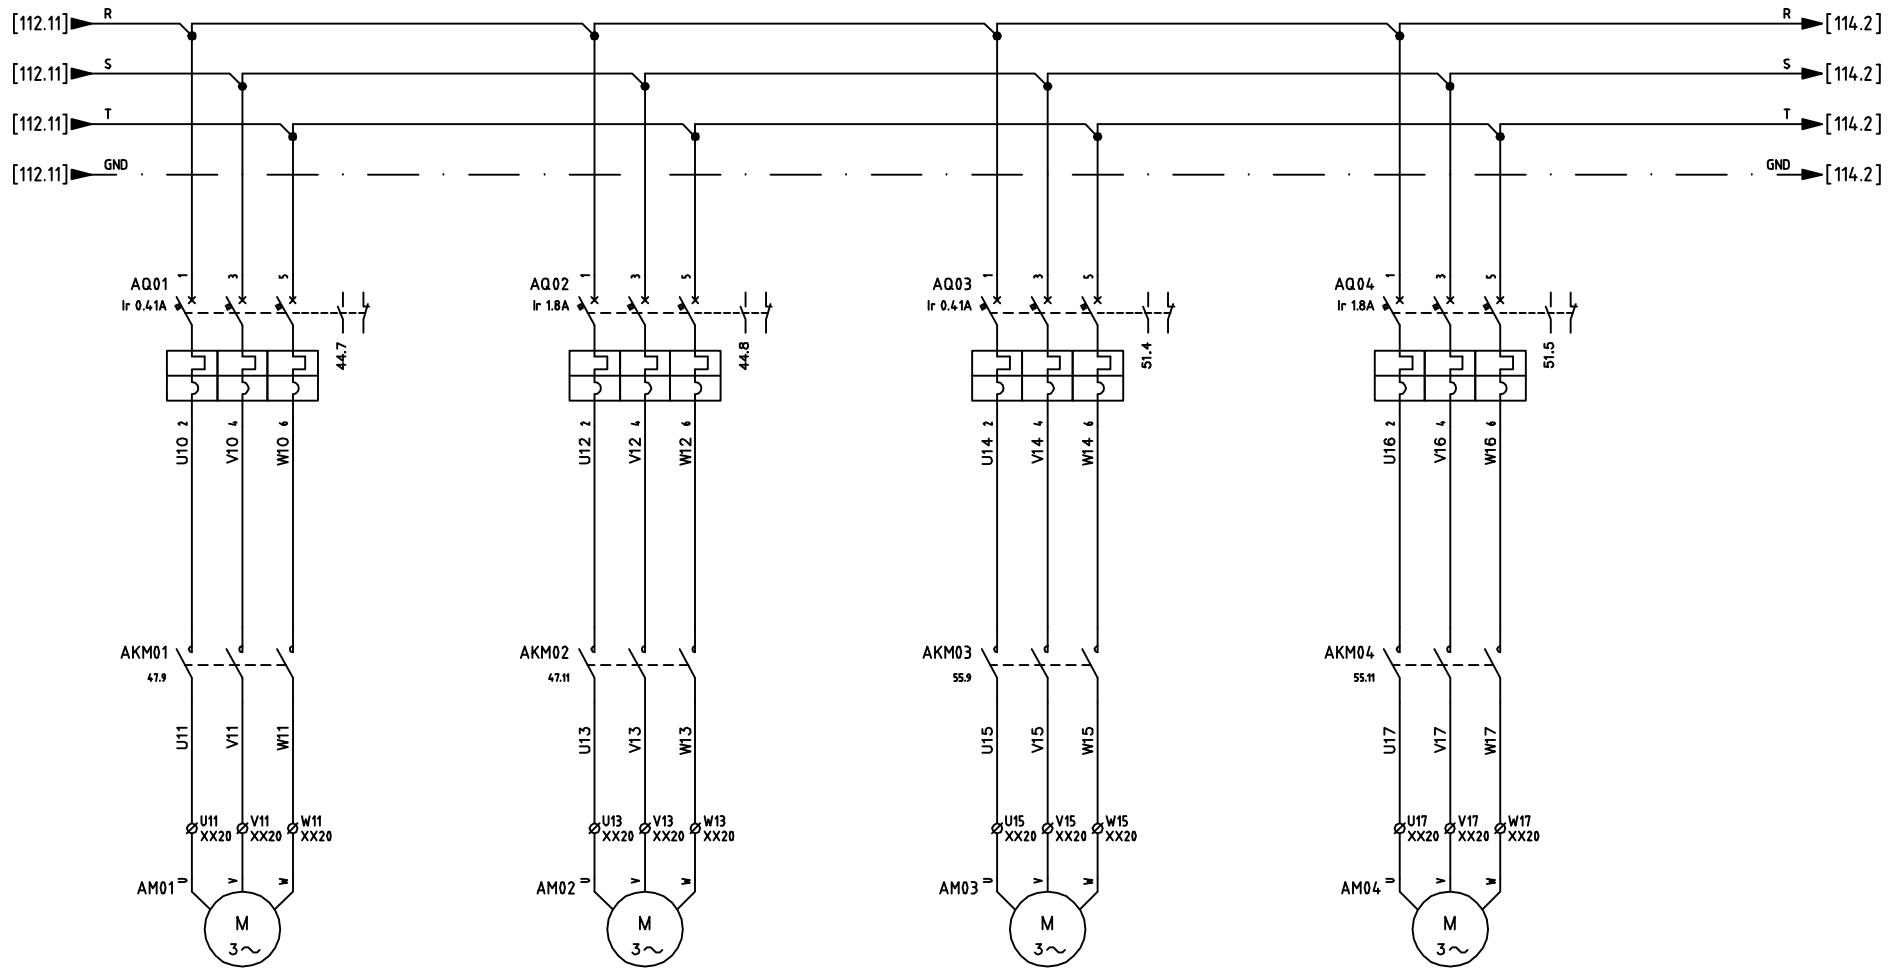 [112.11] R R [114.2]
[112.11] S S [114.2]
[112.11] T T [114.2]
[112.11] GND GND [114.2]
1 3 5 1 3 5 1 3 5 1 3 5
AQ01 AQ02 AQ03 AQ04
Ir 0.41A Ir 1.8A Ir 0.41A Ir 1.8A
44.7 44.8 51.4 51.5
2 4 6 2 4 6 2 4 6 2 4 6
U10 V10 W10 U12 V12 W12 U14 V14 W14 U16 V16 W16
AKM01 AKM02 AKM03 AKM04
47.9 47.11 55.9 55.11
U11 V11 W11 U13 V13 W13 U15 V15 W15 U17 V17 W17
U11 V11 W11 U13 V13 W13 U15 V15 W15 U17 V17 W17
XX20 XX20 XX20 XX20 XX20 XX20 XX20 XX20 XX20 XX20 XX20 XX20
AM01 U V W AM02 U V W AM03 U V W AM04 U V W
M M M M
3~ 3~ 3~ 3~